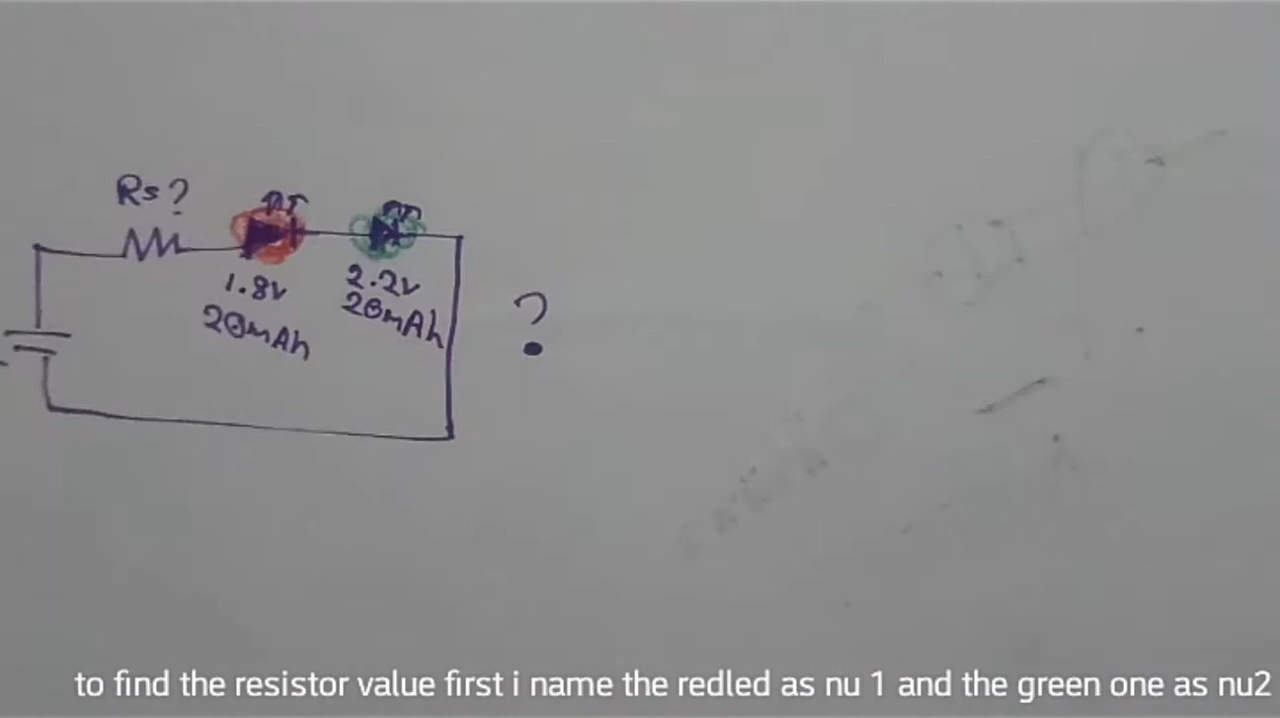 Rs?
1.8v
20mAh
2.2v
20mAh
?
to find the resistor value first i name the redled as nu 1 and the green one as nu2